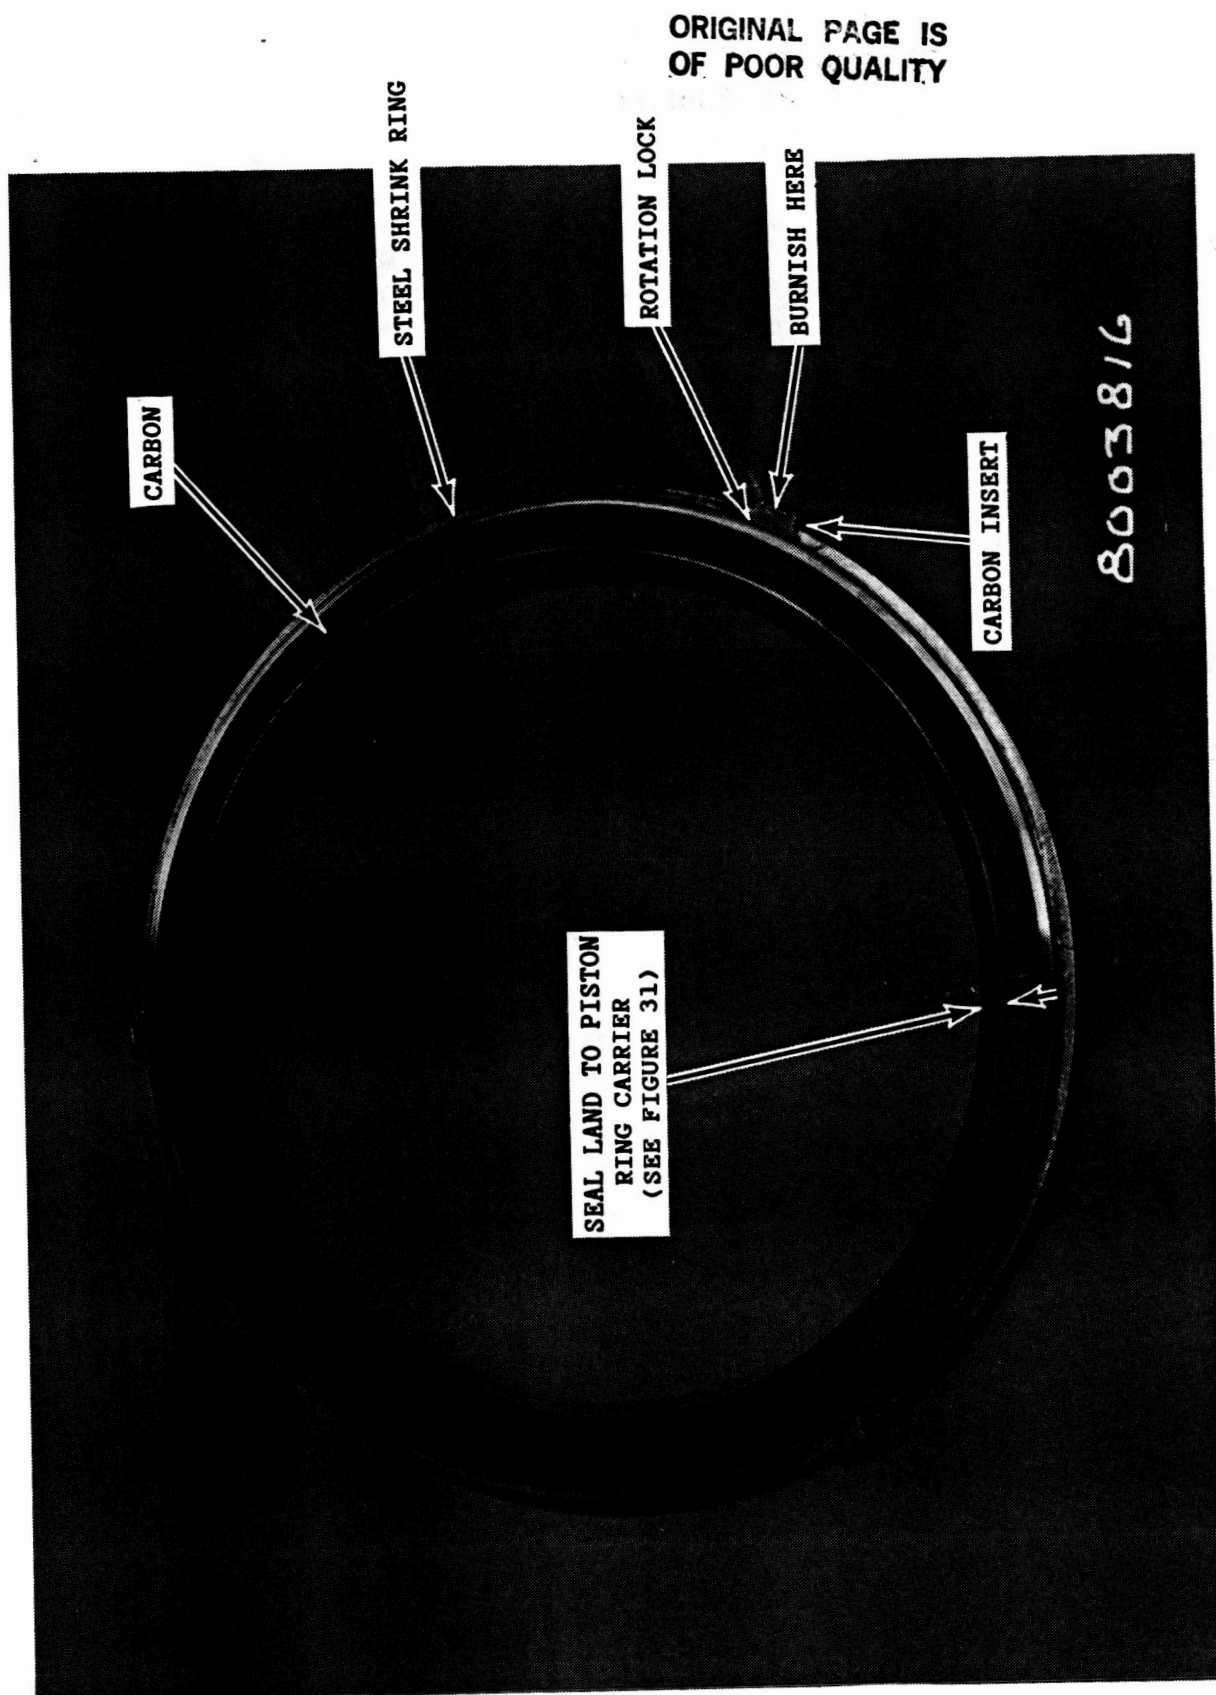 ORIGINAL PAGE IS
OF POOR QUALITY
CARBON
STEEL SHRINK RING
ROTATION LOCK
BURNISH HERE
CARBON INSERT
SEAL LAND TO PISTON
RING CARRIER
(SEE FIGURE 31)
8003816